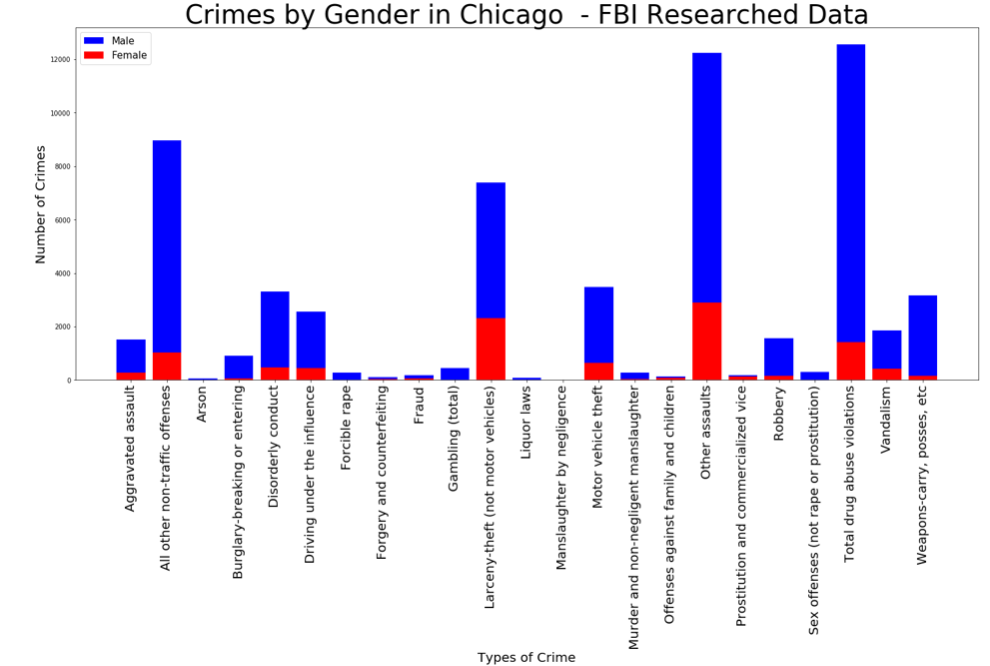 Crimes by Gender in Chicago  - FBI Researched Data
Male
Female
Number of Crimes
12000
10000
8000
6000
4000
2000
0
Aggravated assault
All other non-traffic offenses
Arson
Burglary-breaking or entering
Disorderly conduct
Driving under the influence
Forcible rape
Forgery and counterfeiting
Fraud
Gambling (total)
Larceny-theft (not motor vehicles)
Liquor laws
Manslaughter by negligence
Motor vehicle theft
Murder and non-negligent manslaughter
Offenses against family and children
Other assaults
Prostitution and commercialized vice
Robbery
Sex offenses (not rape or prostitution)
Total drug abuse violations
Vandalism
Weapons-carry, posses, etc
Types of Crime